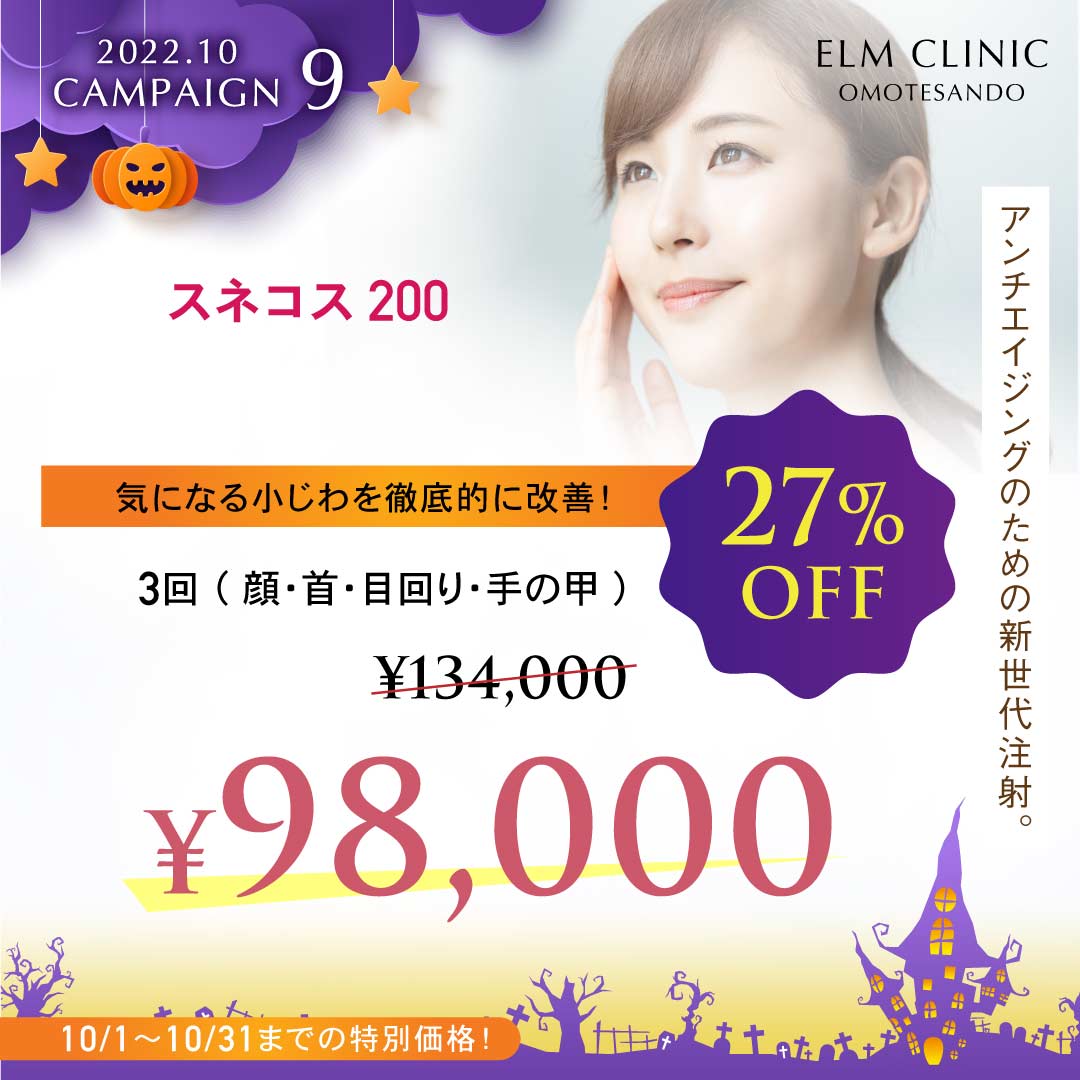 2022.10
CAMPAIGN 9
ELM CLINIC
OMOTESANDO
スネコス 200
アンチエイジングのための新世代注射。
気になる小じわを徹底的に改善！
27%
OFF
3回（ 顔・首・目回り・手の甲 ）
¥134,000
¥98,000
10/1～10/31までの特別価格！